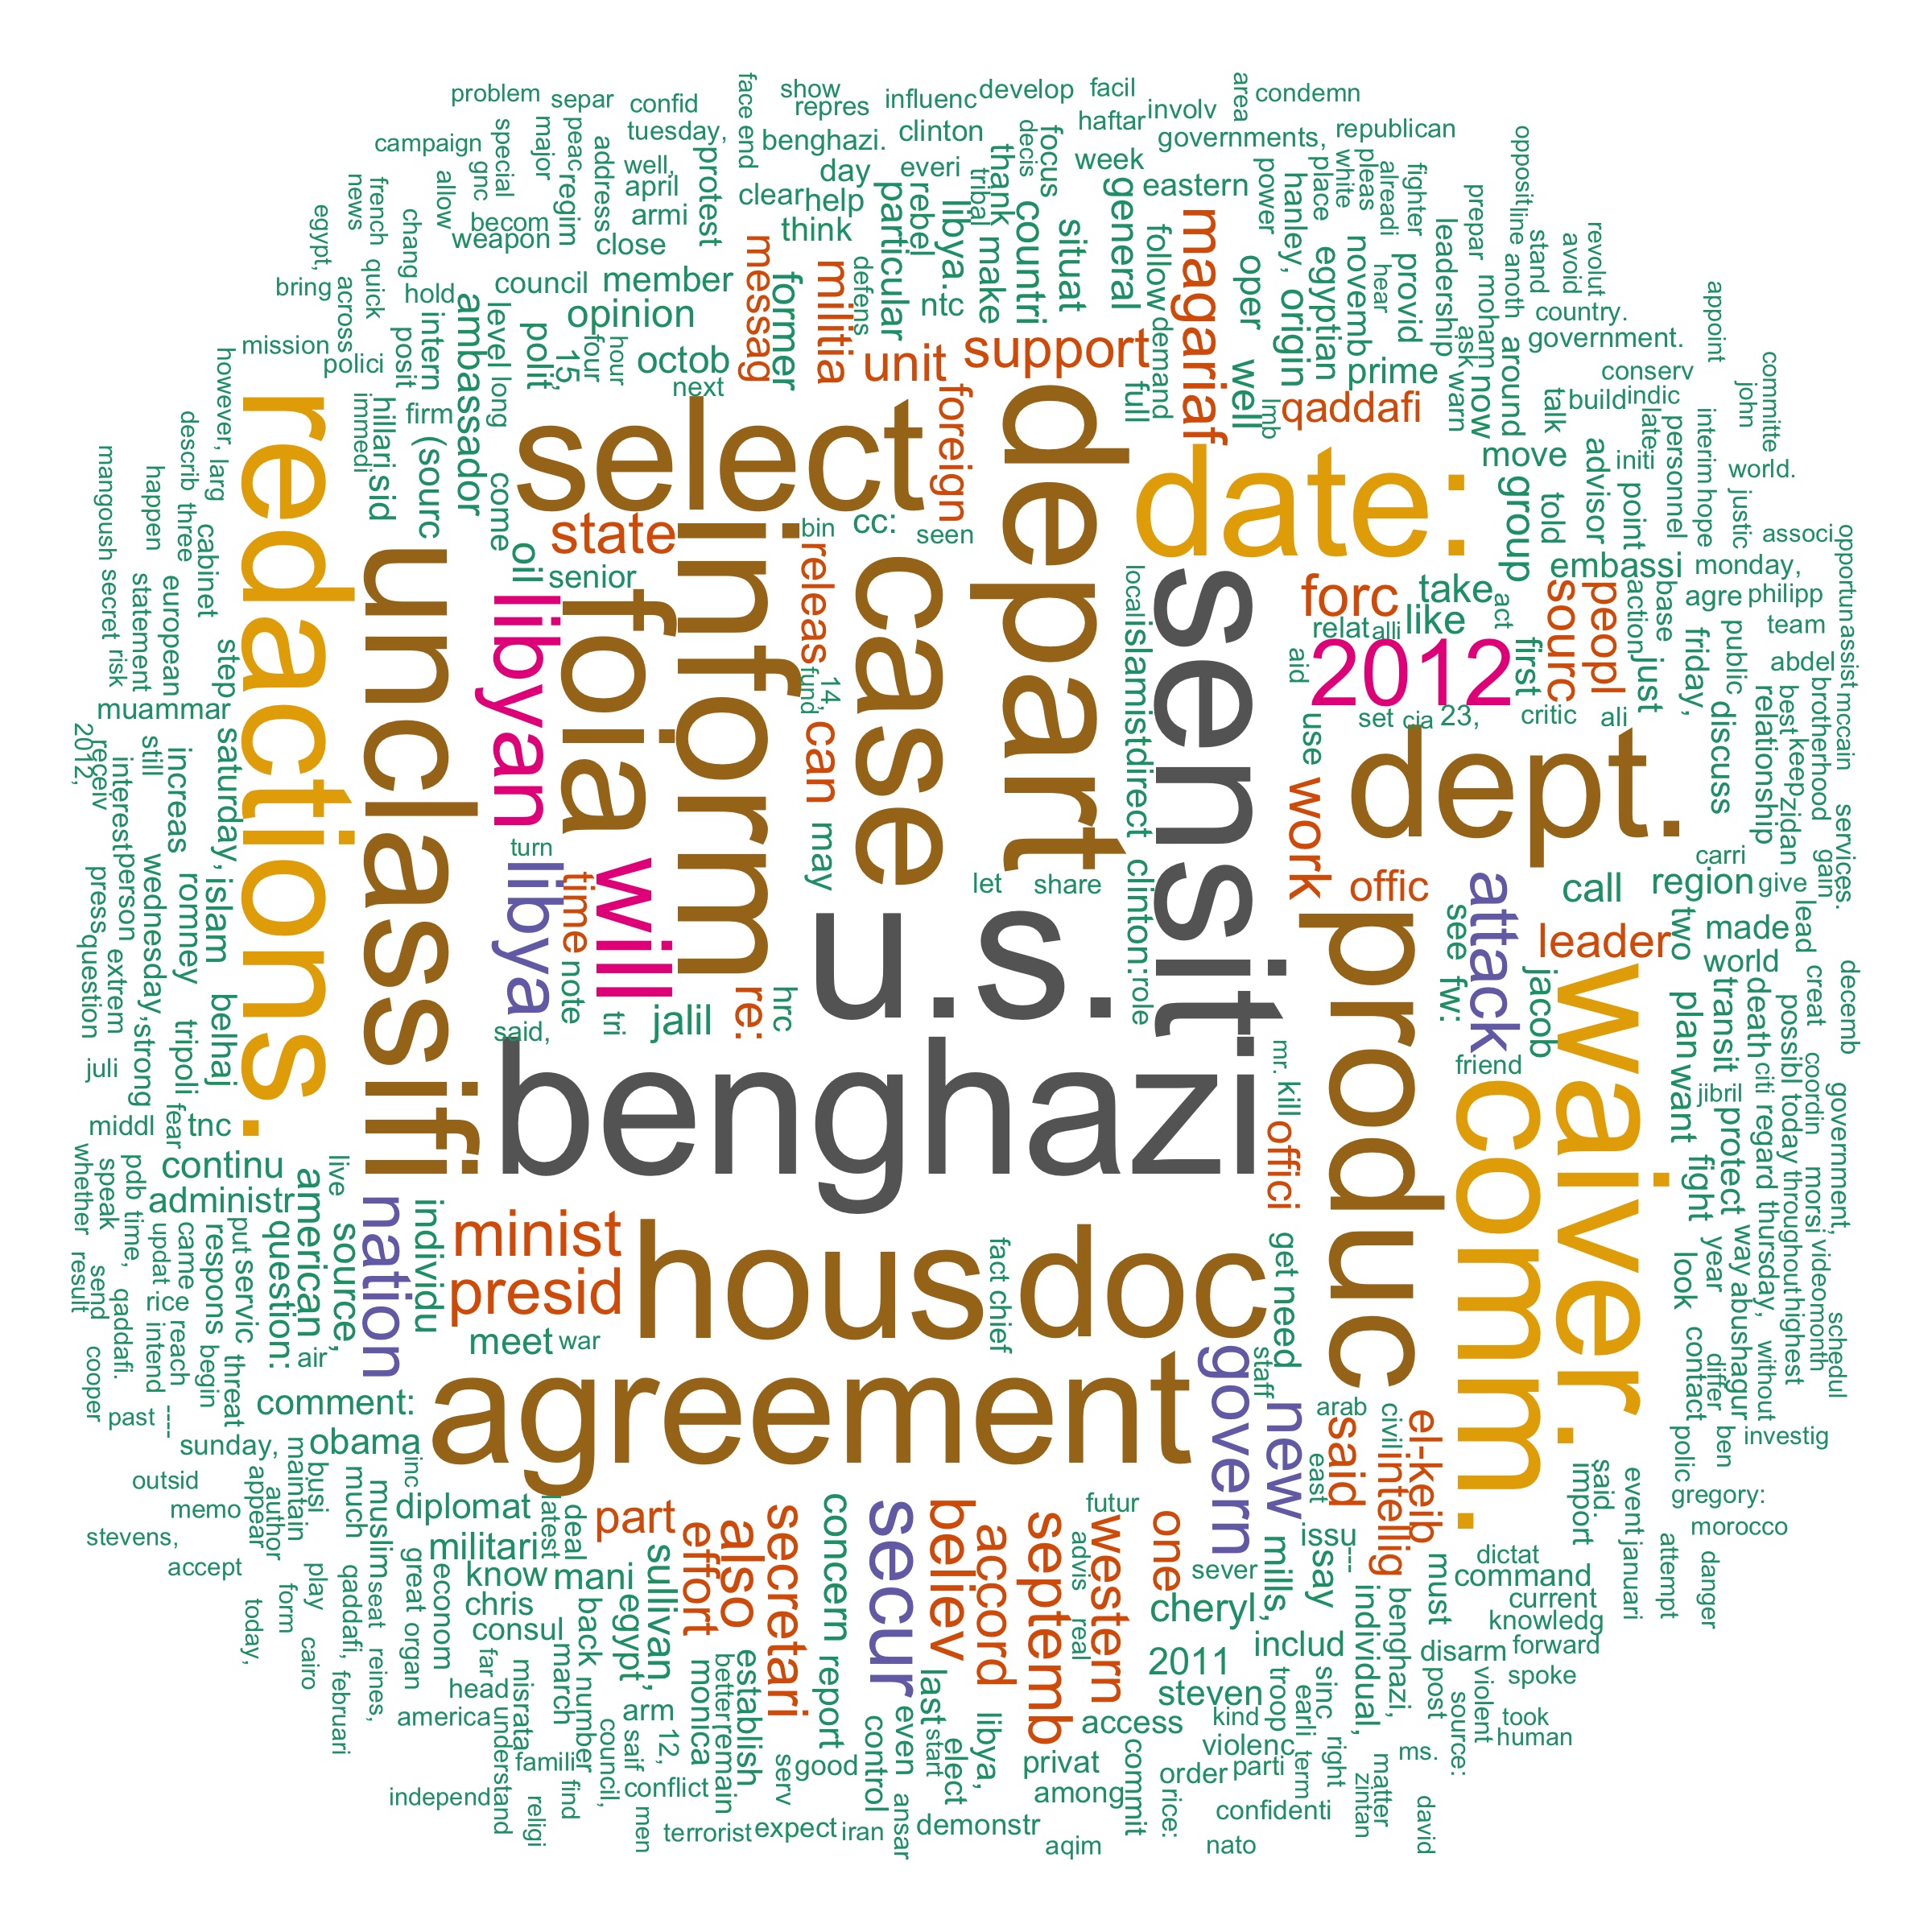 benghazi
u.s.
sensit
agreement
hous
doc
select
inform
foia
case
depart
dept.
produc
unclassifi
redactions.
date:
waiver.
comm.
libyan
will
2012
libya
nation
attack
govern
new
secur
state
minist
presid
support
unit
magariaf
qaddafi
militia
messag
foreign
releas
can
time
re:
forc
sourc
peopl
work
offic
leader
offici
said
el-keib
intellig
one
western
septemb
accord
believ
secretari
also
effort
part
problem
separ
confid
face
end
show
repres
influenc
develop
facil
involv
area
condemn
campaign
special
major
peac
address
tuesday,
benghazi.
clinton
haftar
governments,
republican
news
french
allow
gnc
becom
weapon
regim
well,
april
armi
close
protest
day
clear
help
think
everi
particular
rebel
tribal
libya.
thank
make
decis
focus
countri
situat
week
general
eastern
follow
power
hanley,
place
white
pleas
alreadi
fighter
prepar
opposit
line
anoth
stand
avoid
revolut
egypt,
bring
chang
quick
across
hold
mission
polici
posit
intern
ambassador
level
long
council
member
opinion
polit,
15
four
hour
octob
next
former
defens
ntc
full
demand
oper
well
lmb
origin
egyptian
novemb
prime
hear
provid
leadership
ask
warn
moham
now
around
country.
government.
conserv
appoint
committe
john
world.
however,
larg
describ
three
immedi
hillari
sid
firm
(sourc
come
oil
senior
bin
cc:
seen
move
group
told
talk
build
indic
advisor
initi
point
later
personnel
interim
hope
justic
associ
mangoush
happen
secret
risk
statement
european
cabinet
step
muammar
saturday,
embassi
monday,
take
like
relat
alli
act
aid
use
set
cia
23,
first
critic
ali
action
base
just
agre
friday,
public
philipp
team
abdel
discuss
relationship
best
keep
zidan
brotherhood
opportun
assist
mccain
services.
2012,
receiv
still
interest
increas
press
person
wednesday,
romney
islam
question
extrem
strong
tripoli
belhaj
juli
middl
fear
tnc
turn
note
said,
tri.
jalil
hrc
fund
14,
may
let
share
local
islamist
direct
clinton:
role
see
fw:
friend
jacob
call
region
give
carri
gain
two
made
world
lead
plan
want
transit
death
possibl
creat
decemb
coordin
jibril
citi
today
protect
regard
fight
look
year
contact
differ
way
abushagur
thursday,
throughout
highest
without
morsi
video
month
government,
schedul
investig
whether
speak
pdb
time,
continu
administr
live
american
source,
question:
individu
result
send
qaddafi.
updat
rice
came
reach
respons
put
servic
threat
begin
intend
air
cooper
past
----
comment:
meet
war
fact
chief
mr.
kill
get
need
staff
arab
civil
east
polic
ben
gregory:
morocco
sunday,
obama
inc
outsid
memo
stevens,
accept
appear
author
maintain
busi
much
muslim
diplomat
militari
know
chris
consul
latest
deal
mani
today,
form
play
cairo
februari
qaddafi,
seat
reines,
great
organ
econom
america
head
far
understand
misrata
march
back
number
egypt
sullivan,
monica
better
remain
establish
concern
report
arm
saif
12,
council,
famili
independ
religi
find
men
conflict
terrorist
serv
good
expect
iran
control
even
ansar
last
start
elect
libya,
demonstr
privat
among
aqim
commit
access
advis
real
futur
sever
cheryl,
mills,
issu
---
say
2011
steven
includ
kind
troop
earli
sinc
individual,
benghazi,
violenc
order
parti
term
right
rice:
confidenti
nato
matter
zintan
ms.
david
post
source:
must
disarm
command
dictat
current
knowledg
forward
spoke
violent
took
human
import
said.
event
januari
attempt
danger